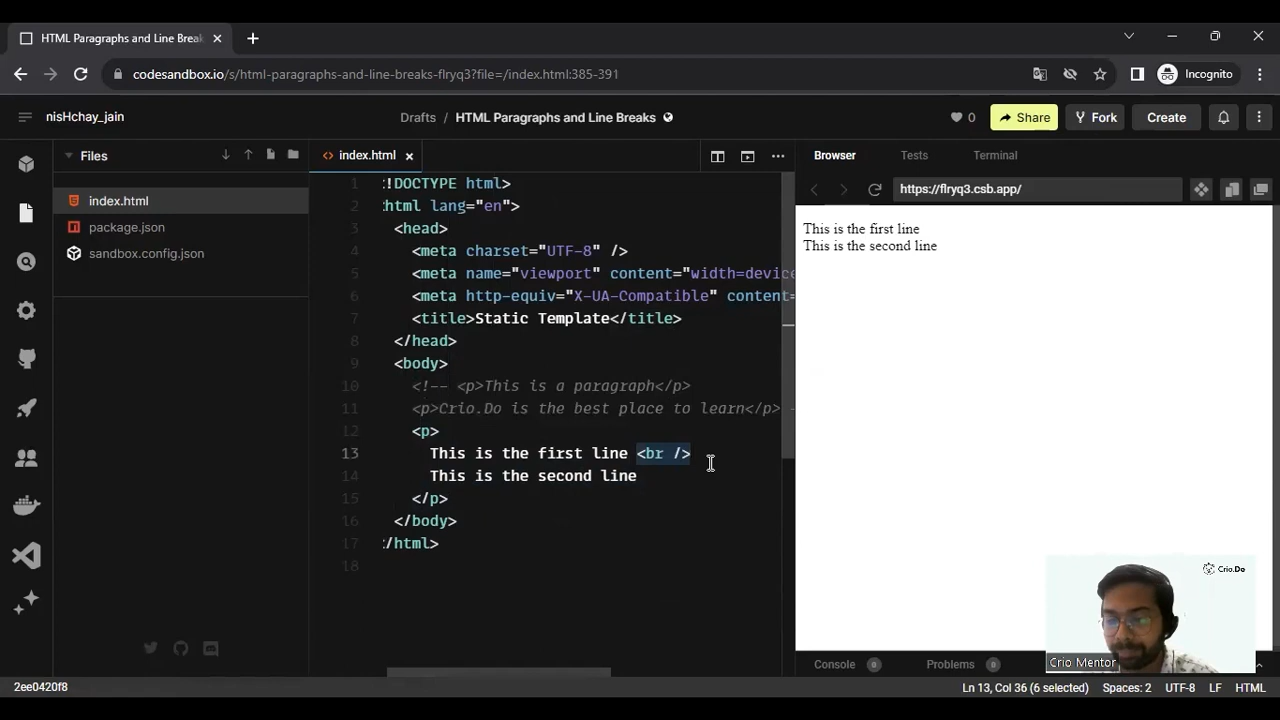 HTML Paragraphs and Line Break
codesandbox.io/s/html-paragraphs-and-line-breaks-flryq3?file=/index.html:385-391
Incognito
nisHchay_jain
Drafts / HTML Paragraphs and Line Breaks
0
Share
Fork
Create
Files
index.html
package.json
sandbox.config.json
index.html
1 !DOCTYPE html>
2 html lang="en">
3 <head>
4 <meta charset="UTF-8" />
5 <meta name="viewport" content="width=device
6 <meta http-equiv="X-UA-Compatible" content=
7 <title>Static Template</title>
8 </head>
9 <body>
10 <!-- <p>This is a paragraph</p>
11 <p>Crio.Do is the best place to learn</p> -
12 <p>
13 This is the first line <br />
14 This is the second line
15 </p>
16 </body>
17 /html>
18
Browser Tests Terminal
https://flryq3.csb.app/
This is the first line
This is the second line
Crio.Do
Crio Mentor
Console 0 Problems 0
2ee0420f8
Ln 13, Col 36 (6 selected) Spaces: 2 UTF-8 LF HTML